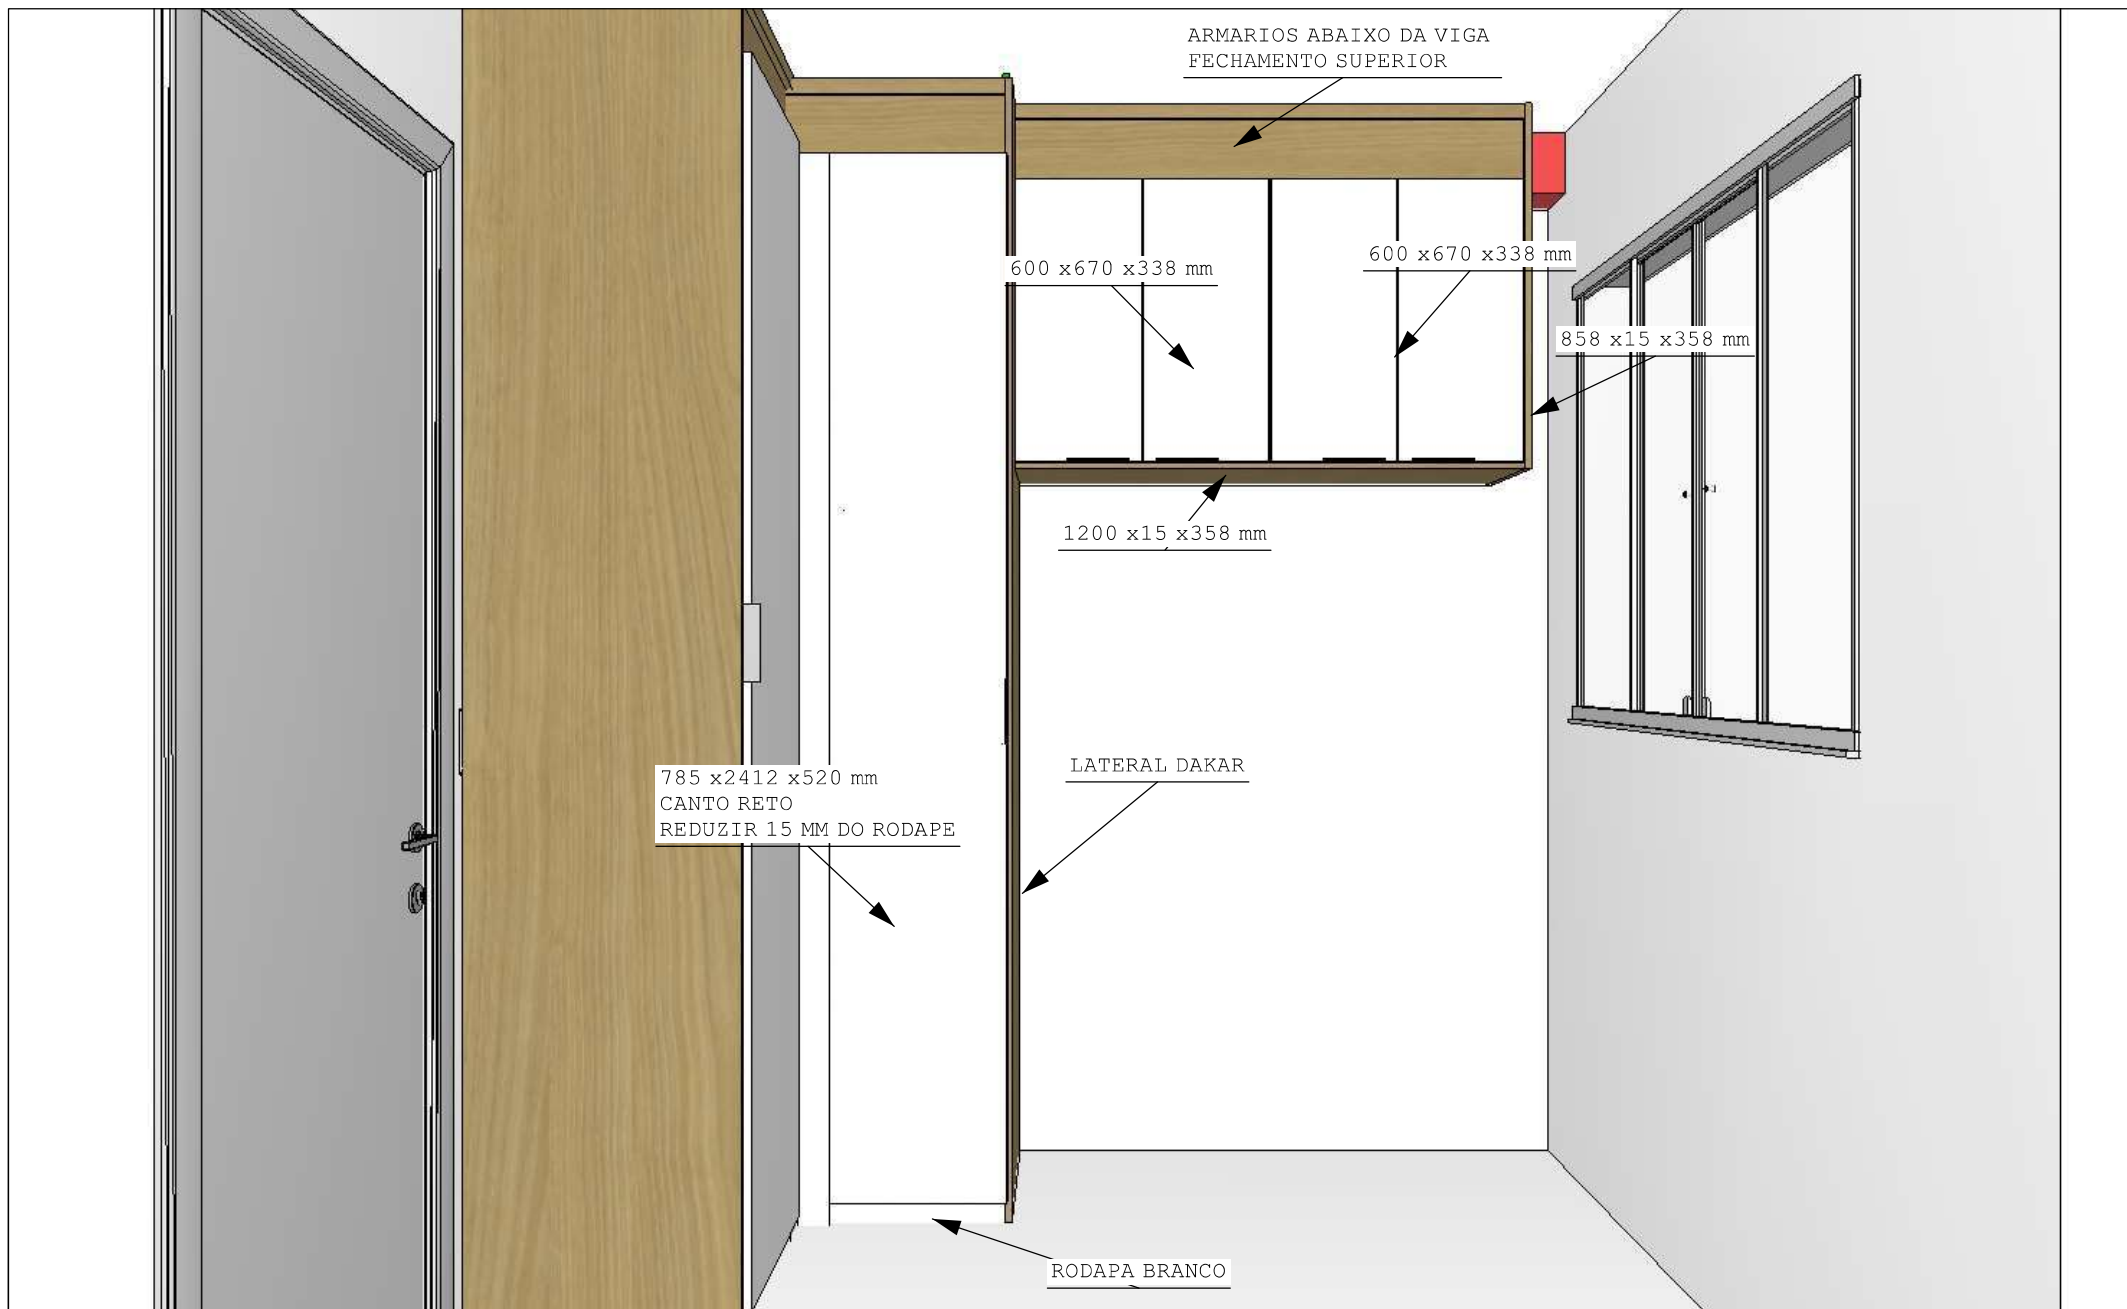 ARMARIOS ABAIXO DA VIGA
FECHAMENTO SUPERIOR
600 x670 x338 mm
600 x670 x338 mm
858 x15 x358 mm
1200 x15 x358 mm
785 x2412 x520 mm
CANTO RETO
REDUZIR 15 MM DO RODAPE
LATERAL DAKAR
RODAPA BRANCO